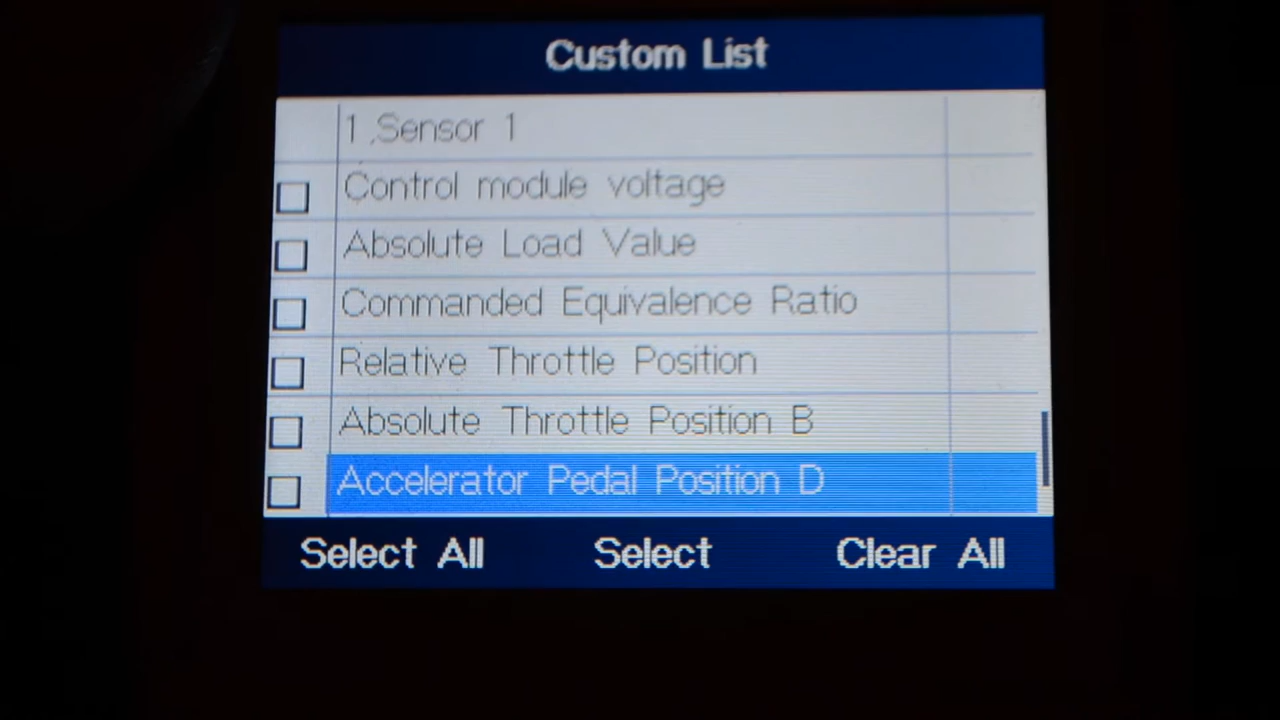 Custom List
1 ,Sensor 1
Control module voltage
Absolute Load Value
Commanded Equivalence Ratio
Relative Throttle Position
Absolute Throttle Position B
Accelerator Pedal Position D
Select All Select Clear All